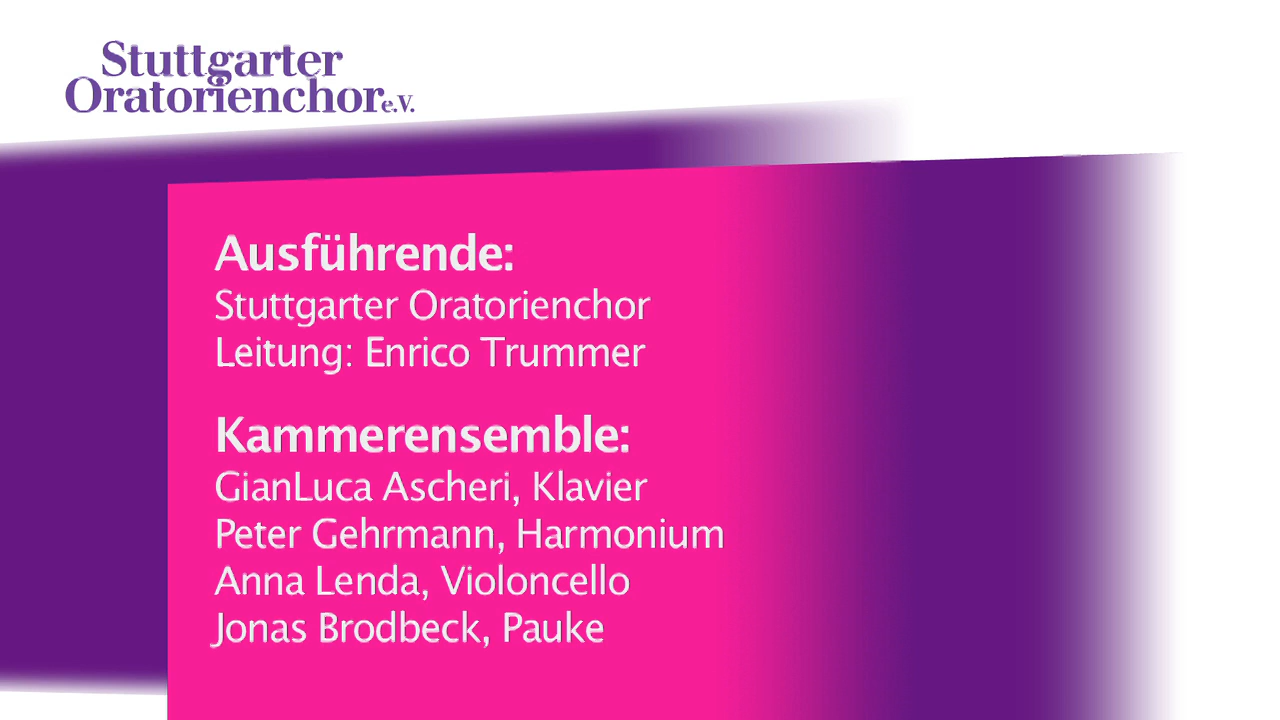 Stuttgarter
Oratorienchor e.V.
Ausführende:
Stuttgarter Oratorienchor
Leitung: Enrico Trummer
Kammerensemble:
GianLuca Ascheri, Klavier
Peter Gehrmann, Harmonium
Anna Lenda, Violoncello
Jonas Brodbeck, Pauke